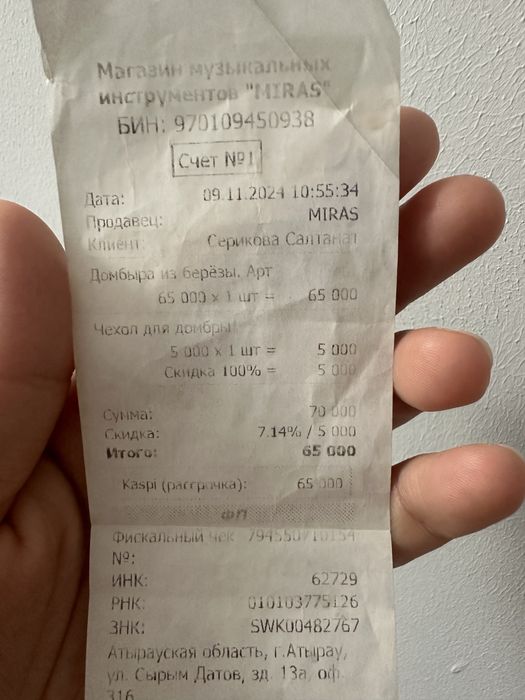 Магазин музыкальных
инструментов "MIRAS"
БИН: 970109450938
Счет №1
Дата: 09.11.2024 10:55:34
Продавец: MIRAS
Клиент: Серикова Салтанат
Домбыра из берёзы. Арт
65 000 x 1 шт = 65 000
Чехол для домбры
5 000 x 1 шт = 5 000
Скидка 100% = 5 000
Сумма: 70 000
Скидка: 7.14% / 5 000
Итого: 65 000
Kaspi (рассрочка): 65 000
ФП
Фискальный чек 794550710154
№:
ИНК: 62729
РНК: 010103775126
ЗНК: SWK00482767
Атырауская область, г.Атырау,
ул. Сырым Датов, зд. 13а, оф.
316